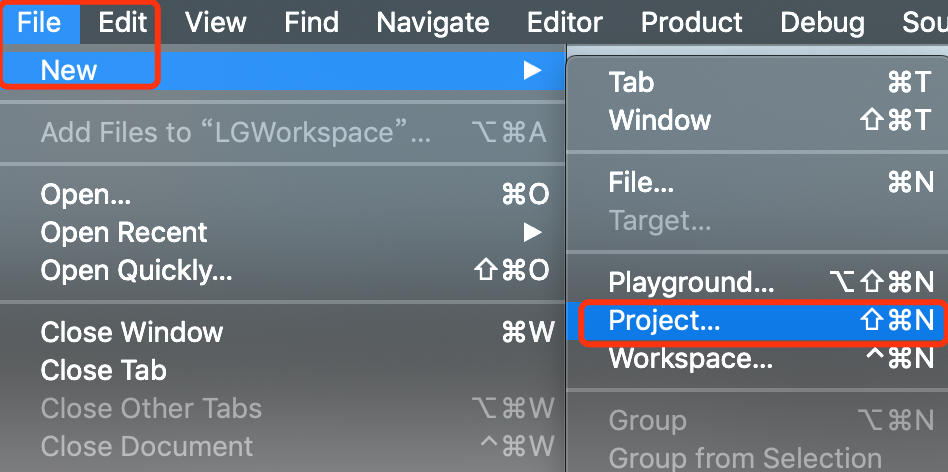 File Edit View Find Navigate Editor Product Debug Sou
New ▶
Add Files to “LGWorkspace”... ⌥⌘A
Open... ⌘O
Open Recent ▶
Open Quickly... ⇧⌘O
Close Window ⌘W
Close Tab
Close Other Tabs ⌥⌘W
Close Document ^⌘W
Tab ⌘T
Window ⇧⌘T
File... ⌘N
Target...
Playground... ⌥⇧⌘N
Project... ⇧⌘N
Workspace... ^⌘N
Group ⌥⌘N
Group from Selection